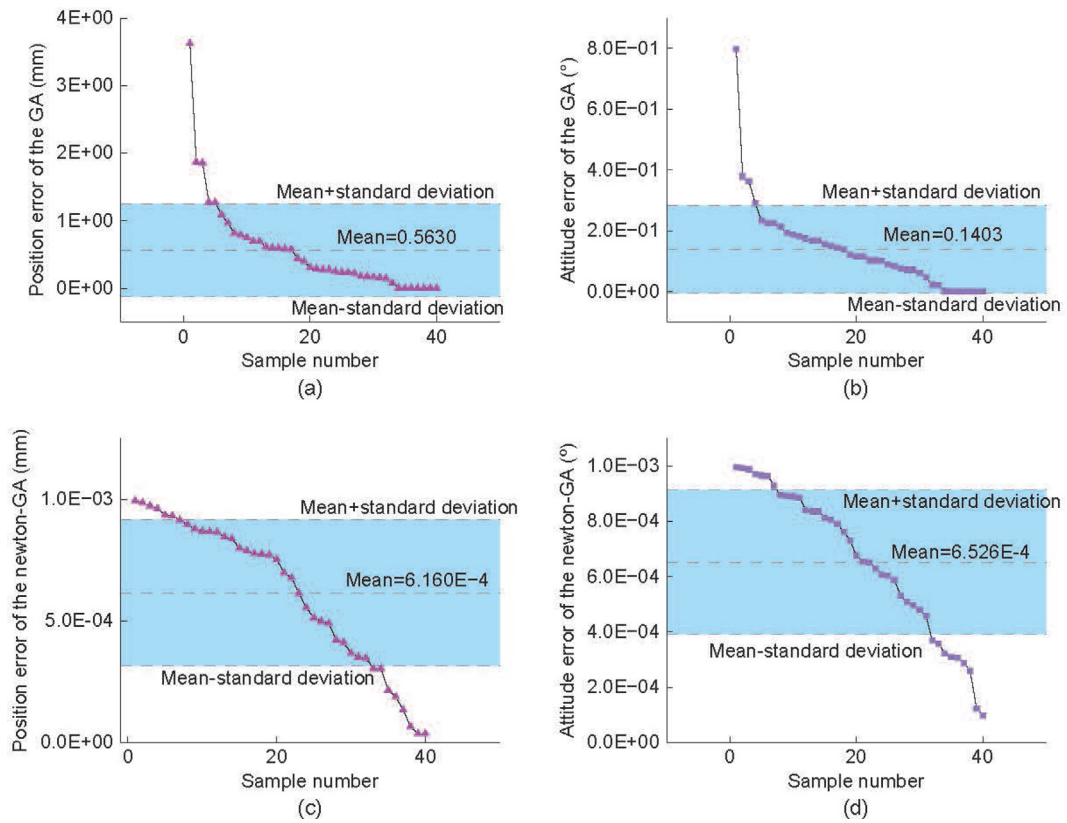 Position error of the GA (mm)
4E+00
3E+00
2E+00
1E+00
0E+00
Mean+standard deviation
Mean=0.5630
Mean−standard deviation
0
20
40
Sample number
(a)
Attitude error of the GA (°)
8.0E−01
6.0E−01
4.0E−01
2.0E−01
0.0E+00
Mean+standard deviation
Mean=0.1403
Mean−standard deviation
0
20
40
Sample number
(b)
Position error of the newton-GA (mm)
1.0E−03
5.0E−04
0.0E+00
Mean+standard deviation
Mean=6.160E−4
Mean−standard deviation
0
20
40
Sample number
(c)
Attitude error of the newton-GA (°)
1.0E−03
8.0E−04
6.0E−04
4.0E−04
2.0E−04
0.0E+00
Mean+standard deviation
Mean=6.526E-4
Mean−standard deviation
0
20
40
Sample number
(d)